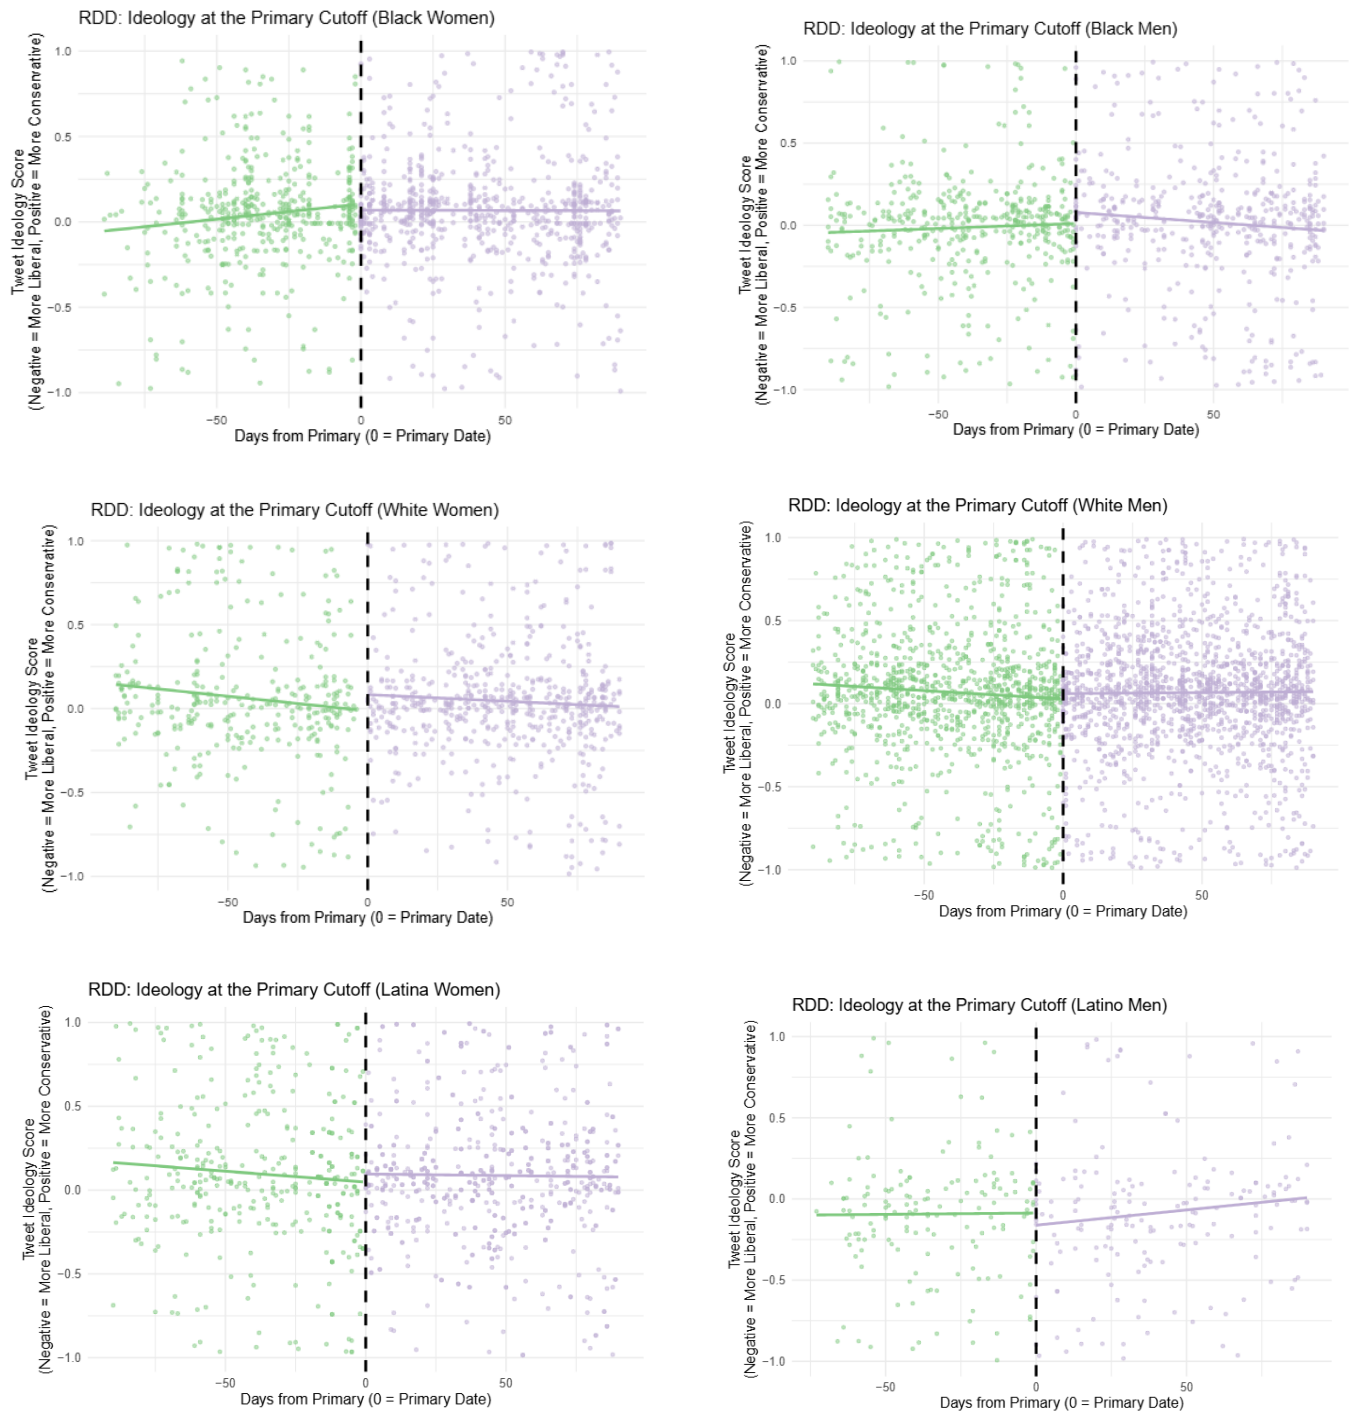 RDD: Ideology at the Primary Cutoff (Black Women)
Tweet Ideology Score
(Negative = More Liberal, Positive = More Conservative)
1.0
0.5
0.0
−0.5
−1.0
−50
0
50
Days from Primary (0 = Primary Date)
RDD: Ideology at the Primary Cutoff (Black Men)
Tweet Ideology Score
(Negative = More Liberal, Positive = More Conservative)
1.0
0.5
0.0
−0.5
−1.0
−50
0
50
Days from Primary (0 = Primary Date)
RDD: Ideology at the Primary Cutoff (White Women)
Tweet Ideology Score
(Negative = More Liberal, Positive = More Conservative)
1.0
0.5
0.0
−0.5
−1.0
−50
0
50
Days from Primary (0 = Primary Date)
RDD: Ideology at the Primary Cutoff (White Men)
Tweet Ideology Score
(Negative = More Liberal, Positive = More Conservative)
1.0
0.5
0.0
−0.5
−1.0
−50
0
50
Days from Primary (0 = Primary Date)
RDD: Ideology at the Primary Cutoff (Latina Women)
Tweet Ideology Score
(Negative = More Liberal, Positive = More Conservative)
1.0
0.5
0.0
−0.5
−1.0
−50
0
50
Days from Primary (0 = Primary Date)
RDD: Ideology at the Primary Cutoff (Latino Men)
Tweet Ideology Score
(Negative = More Liberal, Positive = More Conservative)
1.0
0.5
0.0
−0.5
−1.0
−50
0
50
Days from Primary (0 = Primary Date)